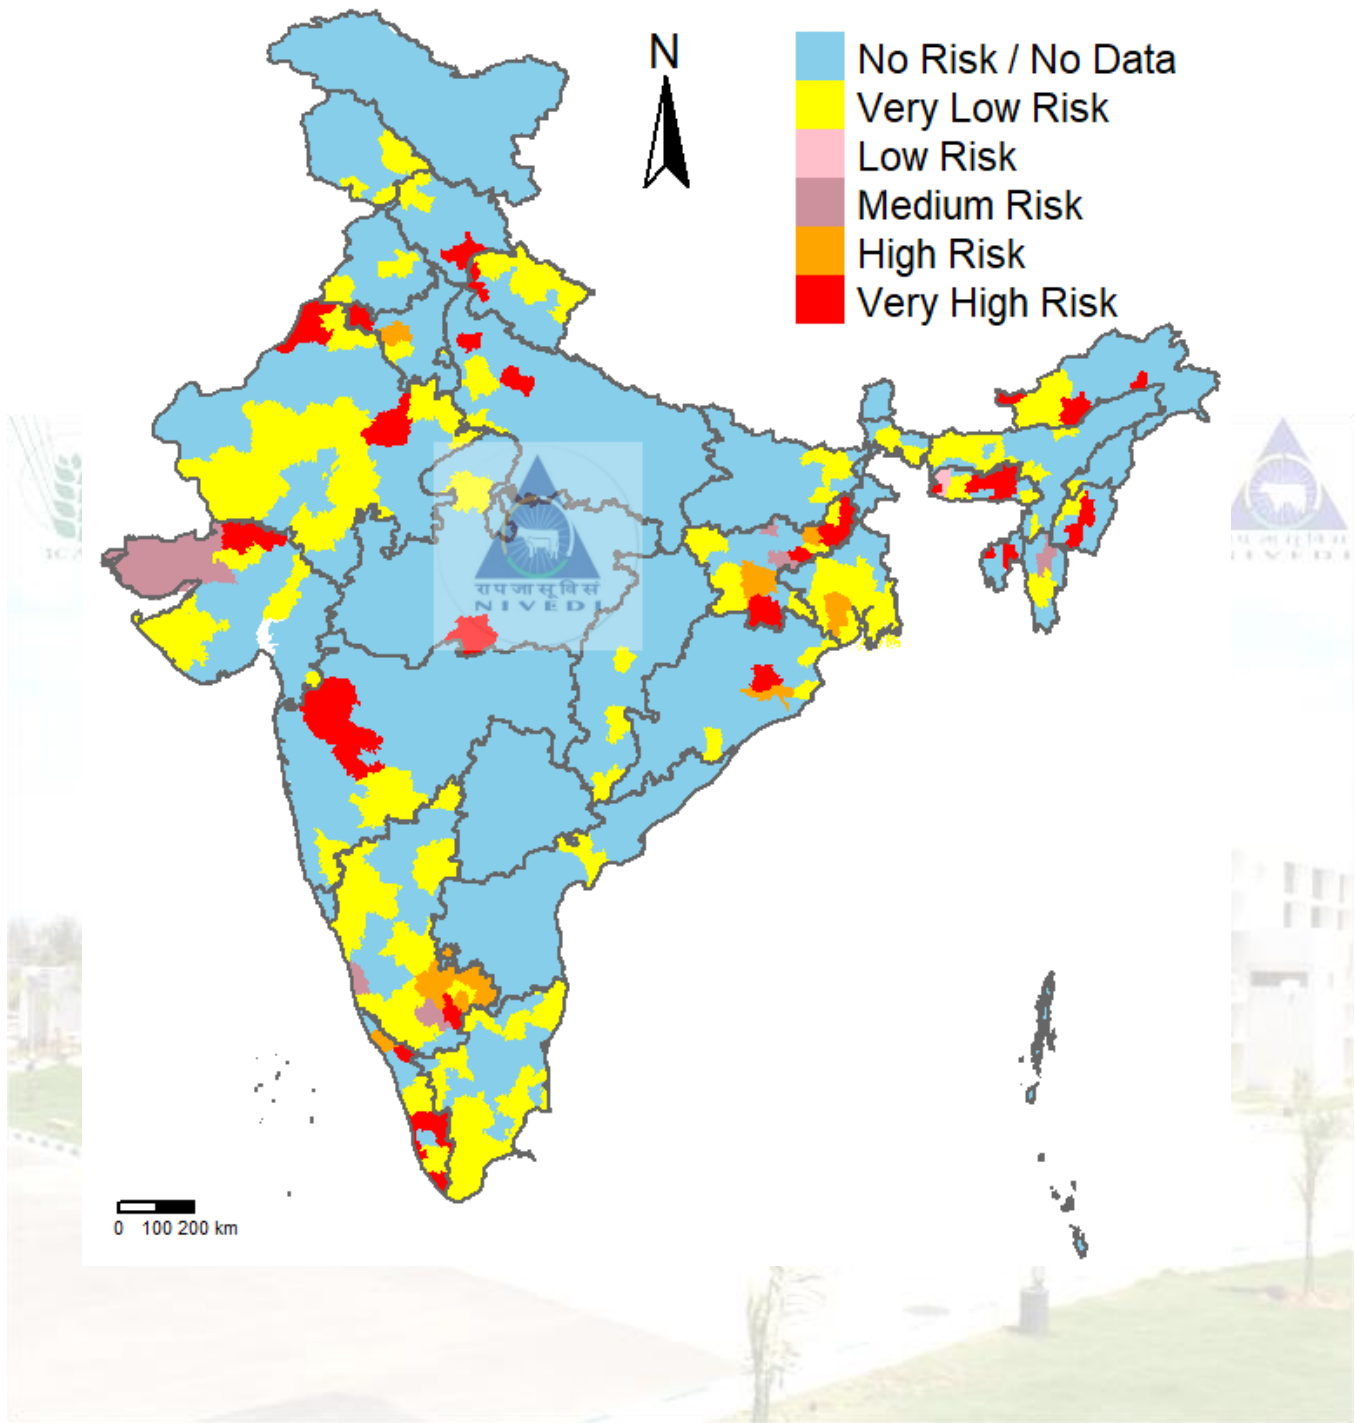 N
No Risk / No Data
Very Low Risk
Low Risk
Medium Risk
High Risk
Very High Risk
राप जा सू वि सं
NIVEDI
NIVEDI
0 100 200 km